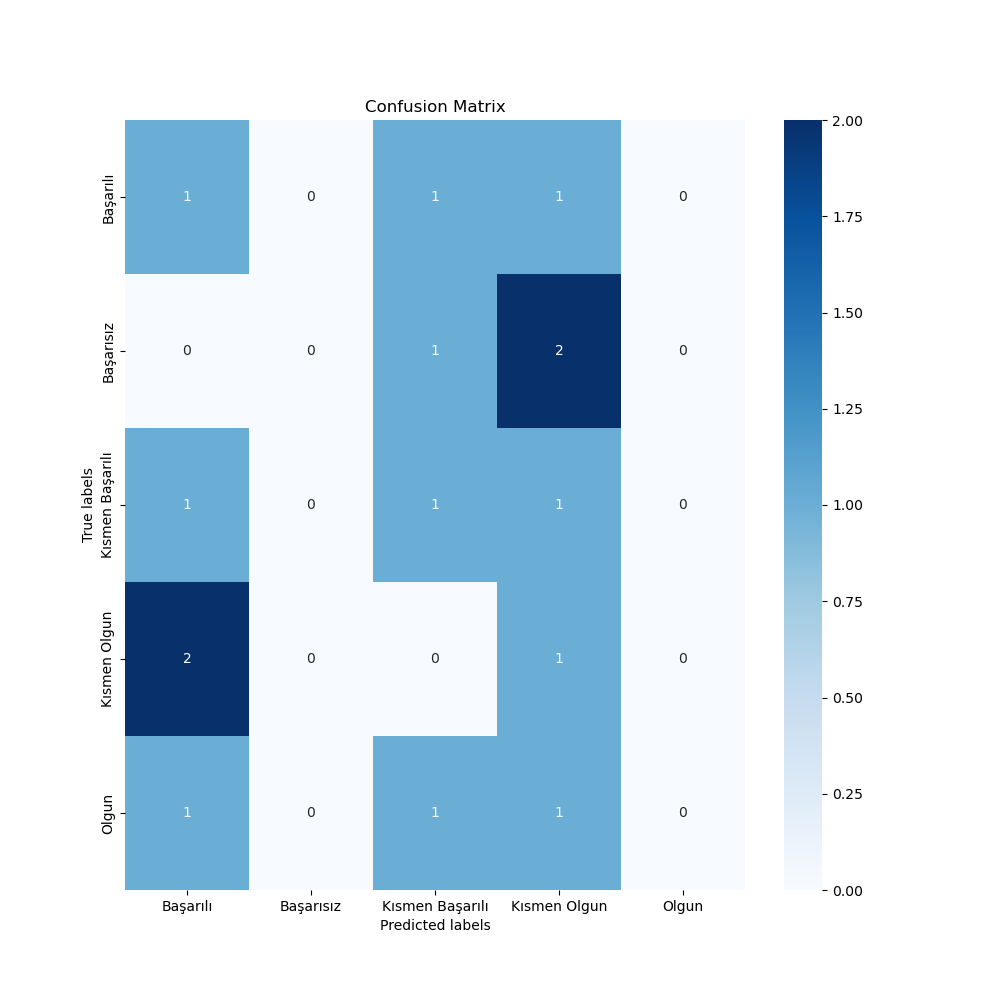 Confusion Matrix
True labels
Başarılı
1 0 1 1 0
Başarısız
0 0 1 2 0
Kısmen Başarılı
1 0 1 1 0
Kısmen Olgun
2 0 0 1 0
Olgun
1 0 1 1 0
Başarılı Başarısız Kısmen Başarılı Kısmen Olgun Olgun
Predicted labels
2.00
1.75
1.50
1.25
1.00
0.75
0.50
0.25
0.00